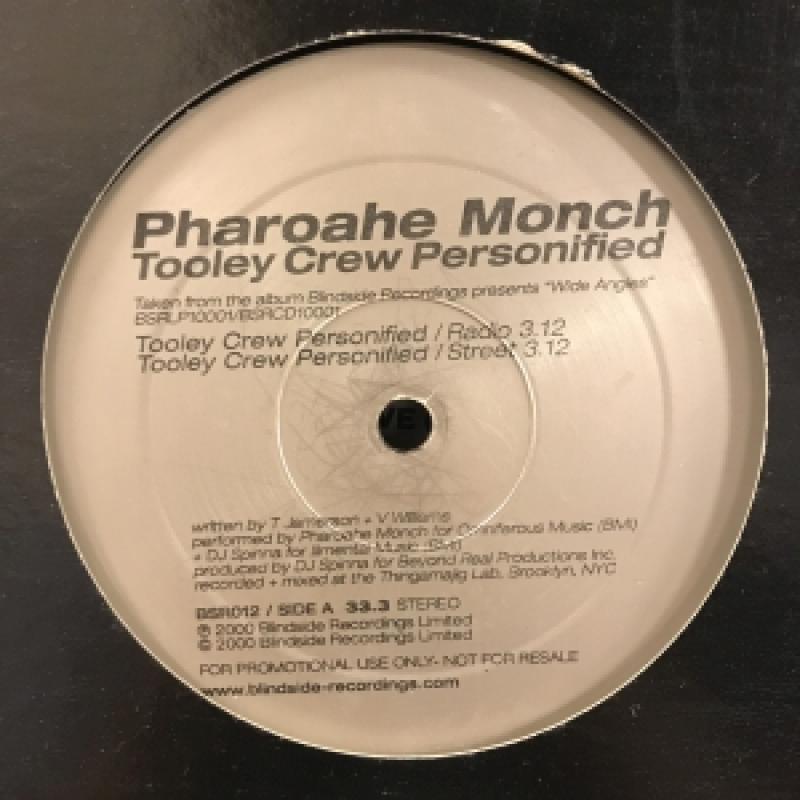 Pharoahe Monch
Tooley Crew Personified
Taken from the album Blindside Recordings presents "Wide Angles"
BSRLP10001/BSRCD10001
Tooley Crew Personified / Radio 3.12
Tooley Crew Personified / Street 3.12
VE
written by T Jamerson + V Williams
performed by Pharoahe Monch for Music (BMI)
+ DJ Spinna for Music (BMI)
produced by DJ Spinna for Beyond Real Productions Inc.
recorded + mixed at the Thingamajig Lab, Brooklyn, NYC
BSR012 / SIDE A 33.3 STEREO
℗ 2000 Blindside Recordings Limited
© 2000 Blindside Recordings Limited
FOR PROMOTIONAL USE ONLY- NOT FOR RESALE
www.blindside-recordings.com